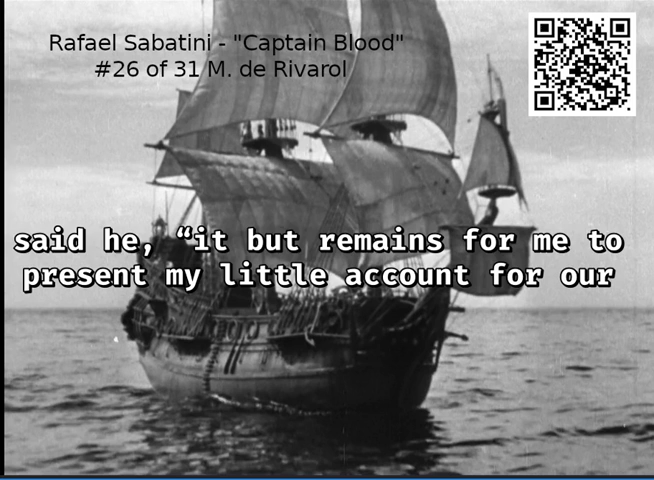 Rafael Sabatini - "Captain Blood"
#26 of 31 M. de Rivarol
said he, “it but remains for me to
present my little account for our